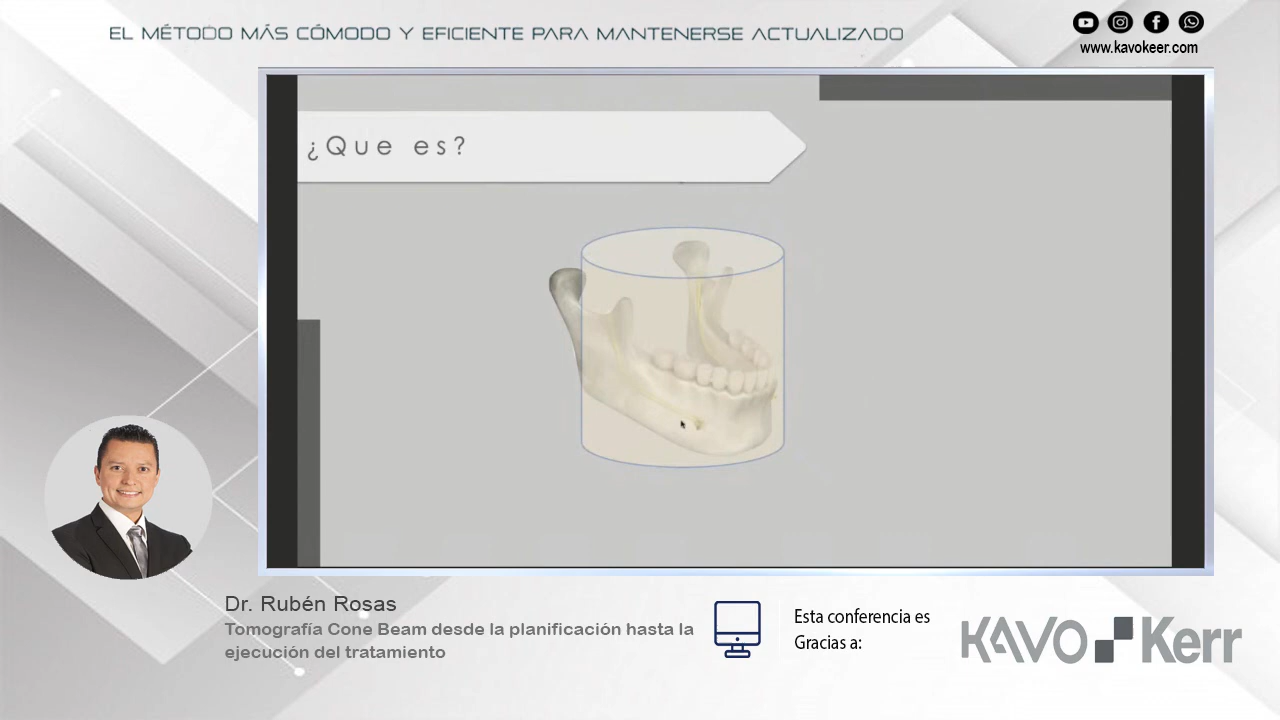 EL MÉTODO MÁS CÓMODO Y EFICIENTE PARA MANTENERSE ACTUALIZADO
www.kavokeer.com
¿Que es?
Dr. Rubén Rosas
Tomografía Cone Beam desde la planificación hasta la
ejecución del tratamiento
Esta conferencia es
Gracias a:
KAVO Kerr